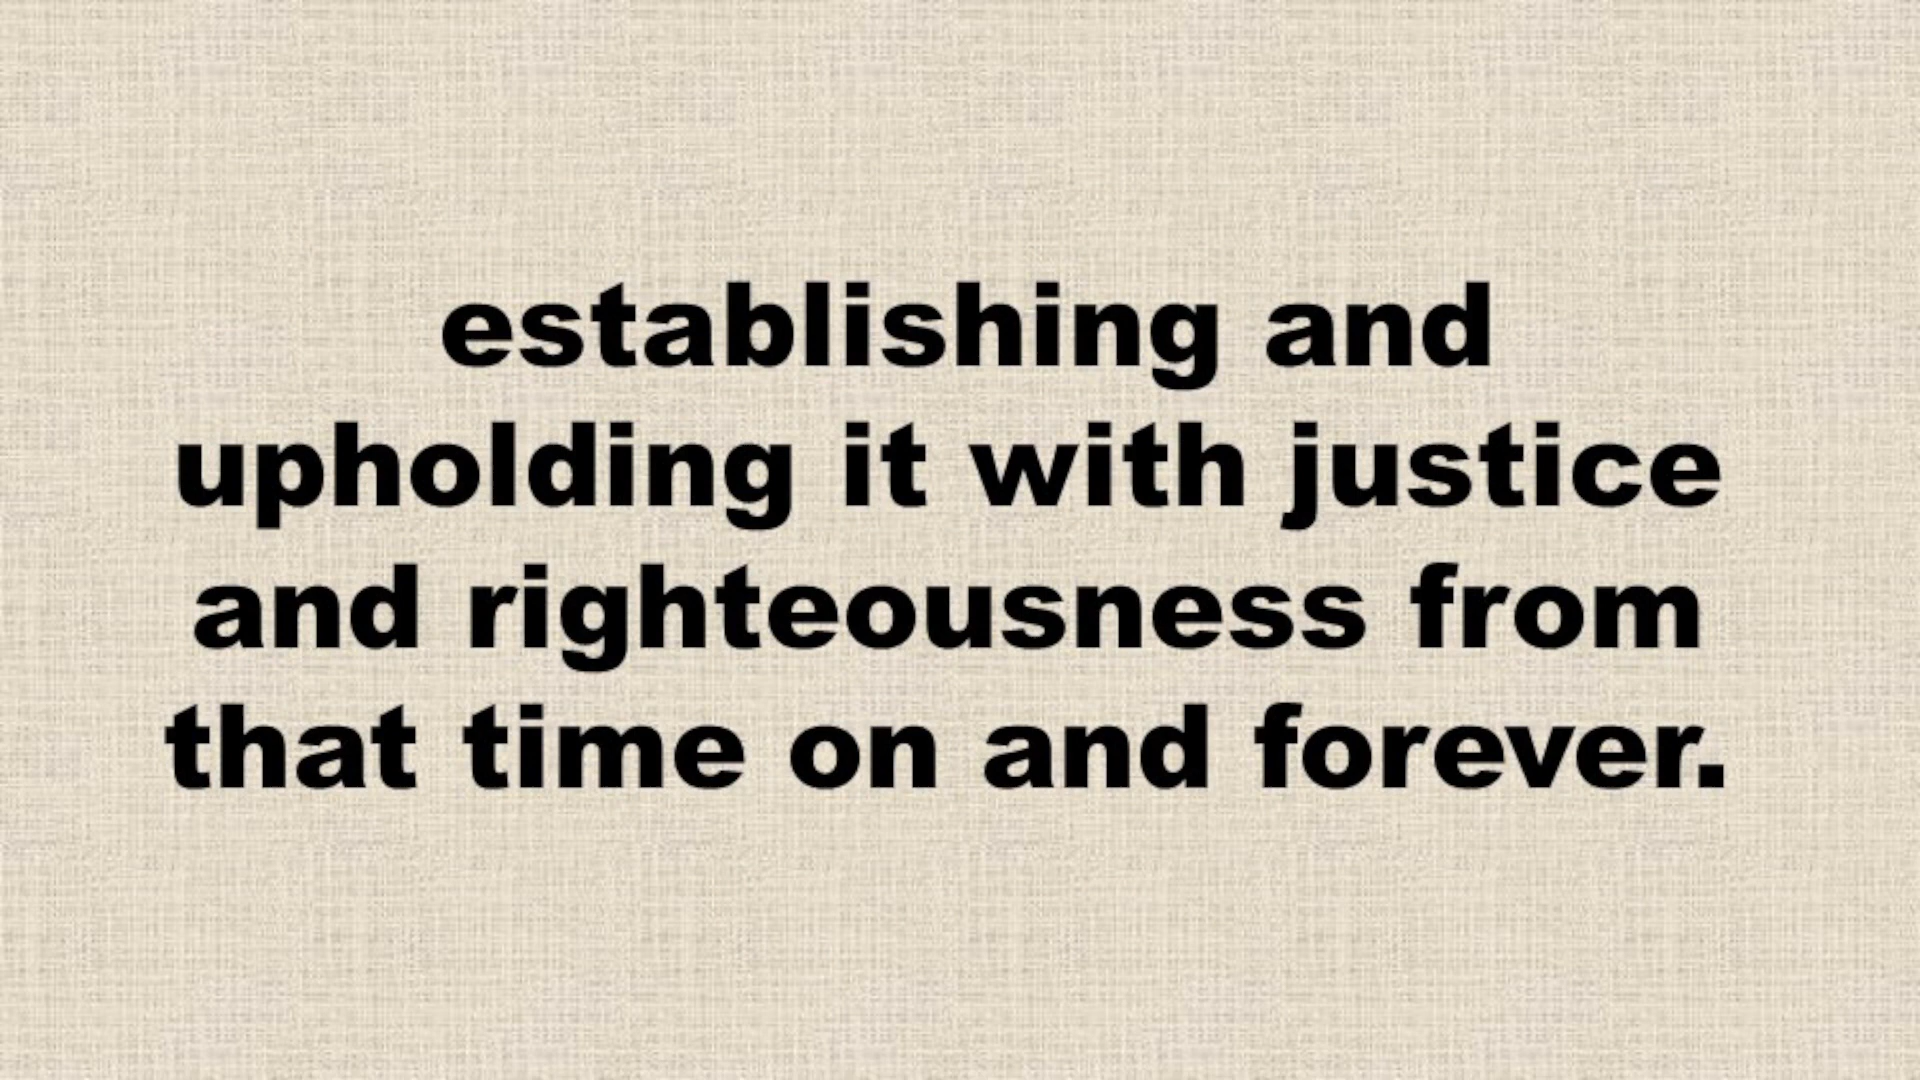 establishing and
upholding it with justice
and righteousness from
that time on and forever.